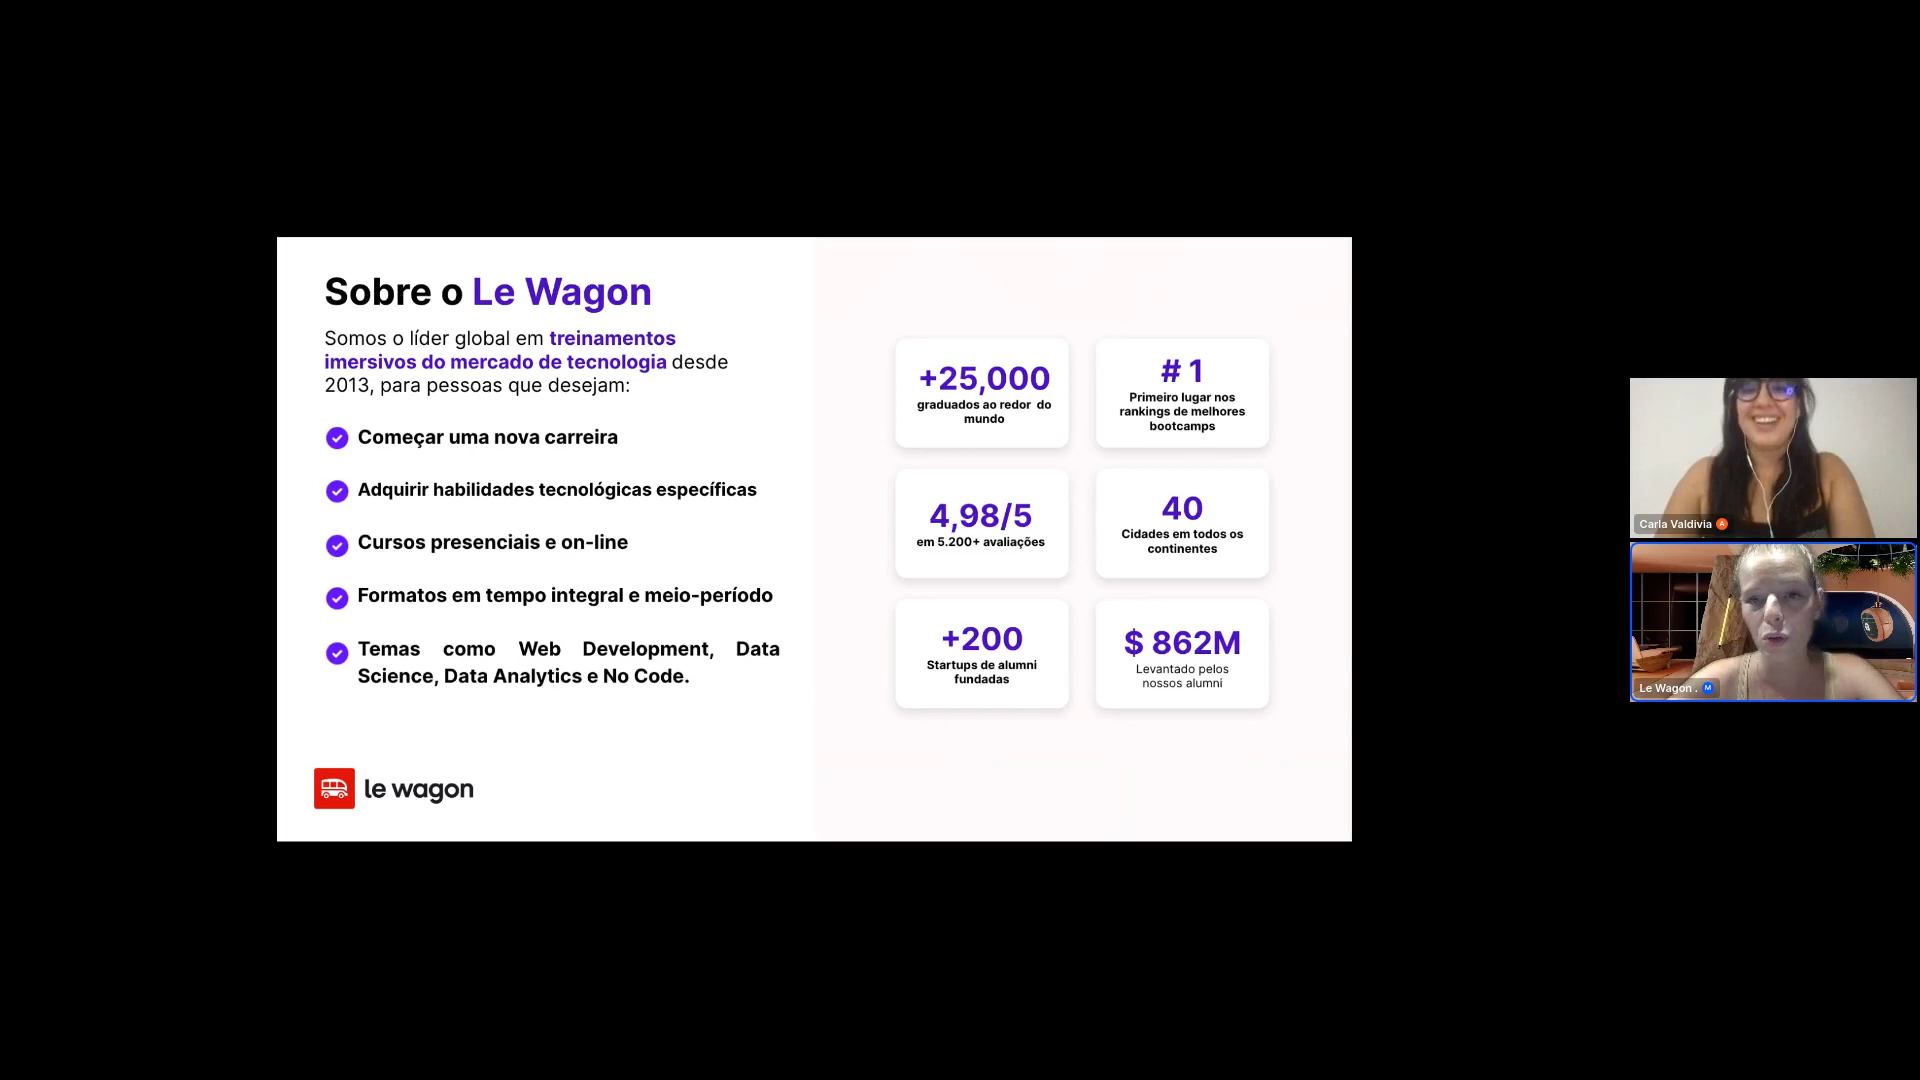 Sobre o Le Wagon
Somos o líder global em treinamentos
imersivos do mercado de tecnologia desde
2013, para pessoas que desejam:
Começar uma nova carreira
Adquirir habilidades tecnológicas específicas
Cursos presenciais e on-line
Formatos em tempo integral e meio-período
Temas como Web Development, Data
Science, Data Analytics e No Code.
le wagon
+25,000
graduados ao redor do
mundo
# 1
Primeiro lugar nos
rankings de melhores
bootcamps
4,98/5
em 5.200+ avaliações
40
Cidades em todos os
continentes
+200
Startups de alumni
fundadas
$ 862M
Levantado pelos
nossos alumni
Carla Valdivia A
Le Wagon . M